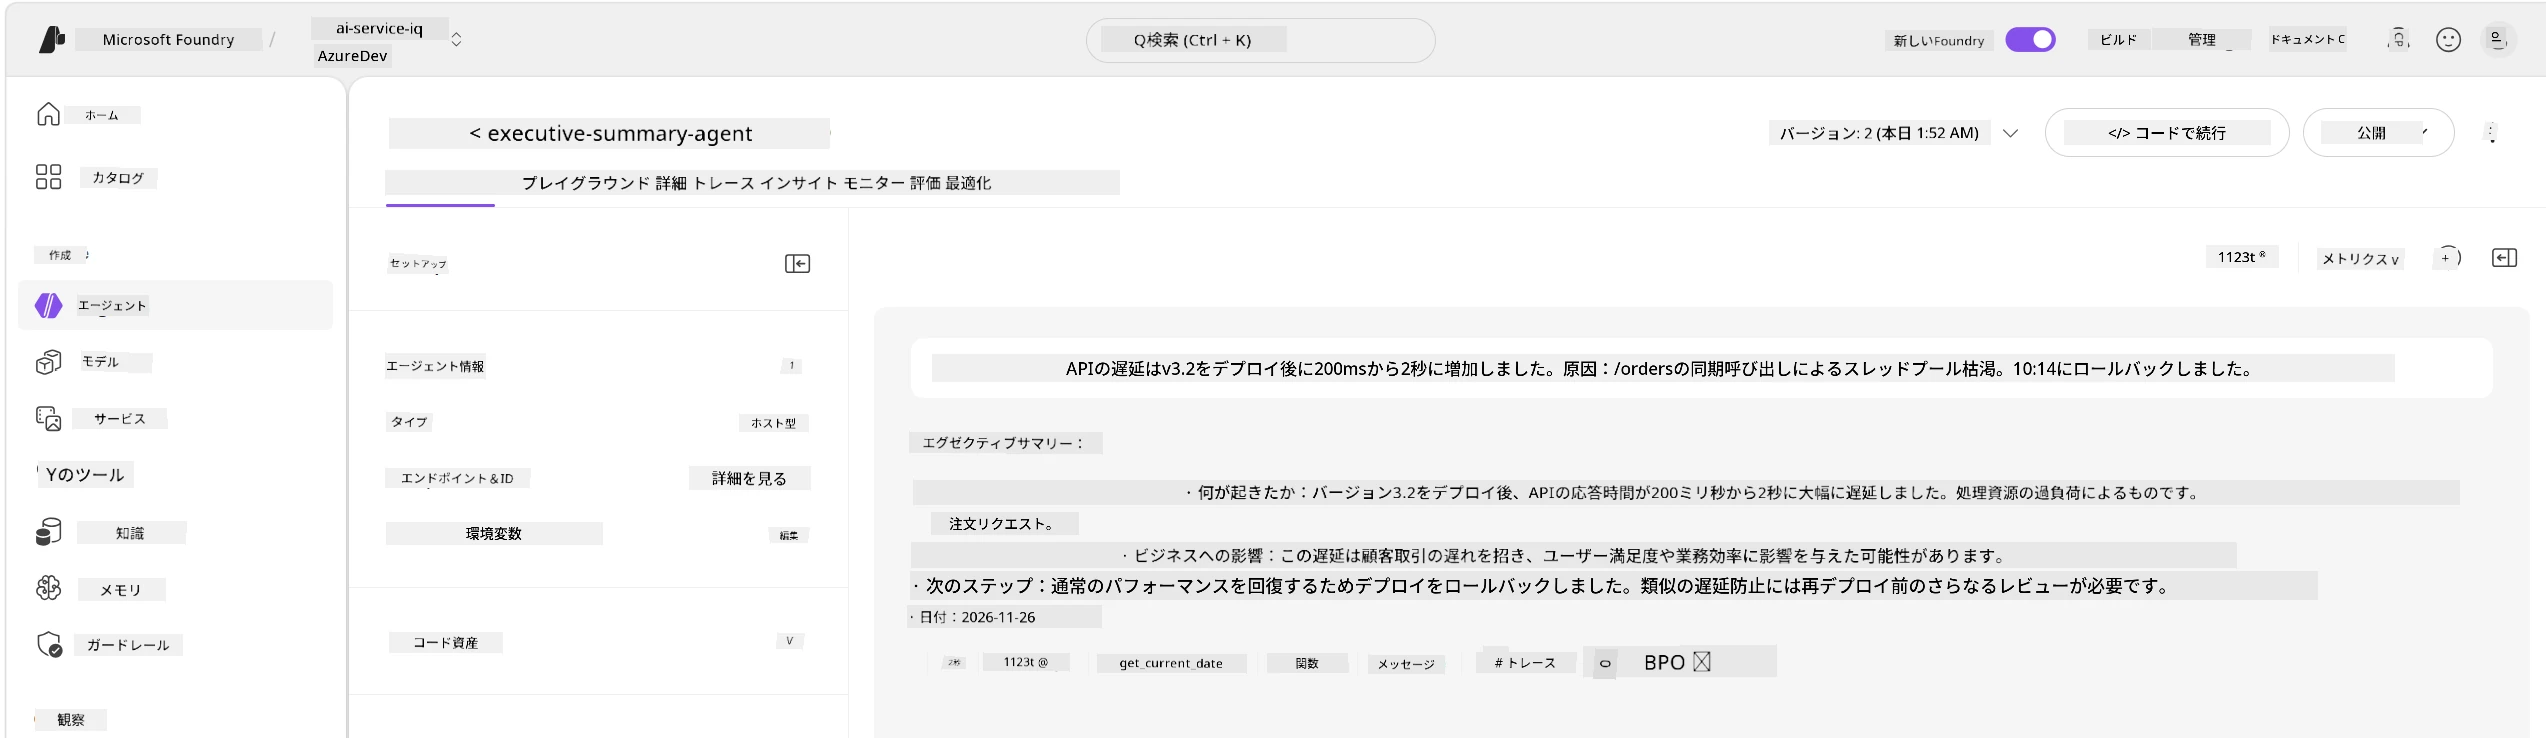 Microsoft Foundry /
ai-service-iq
AzureDev
Q検索 (Ctrl + K)
新しいFoundry
ビルド
管理
ドキュメント C
ホーム
カタログ
作成
エージェント
モデル
サービス
Yのツール
知識
メモリ
ガードレール
観察
< executive-summary-agent
バージョン: 2 (本日 1:52 AM)
</> コードで続行
公開
プレイグラウンド 詳細 トレース インサイト モニター 評価 最適化
セットアップ
エージェント情報
タイプ
ホスト型
エンドポイント＆ID
詳細を見る
環境変数
編集
コード資産
V
1123t
メトリクス v
APIの遅延はv3.2をデプロイ後に200msから2秒に増加しました。原因：/ordersの同期呼び出しによるスレッドプール枯渇。10:14にロールバックしました。
エグゼクティブサマリー：
· 何が起きたか：バージョン3.2をデプロイ後、APIの応答時間が200ミリ秒から2秒に大幅に遅延しました。処理資源の過負荷によるものです。
注文リクエスト。
· ビジネスへの影響：この遅延は顧客取引の遅れを招き、ユーザー満足度や業務効率に影響を与えた可能性があります。
· 次のステップ：通常のパフォーマンスを回復するためデプロイをロールバックしました。類似の遅延防止には再デプロイ前のさらなるレビューが必要です。
· 日付：2026-11-26
2秒
1123t @
get_current_date
関数
メッセージ
# トレース
BPO